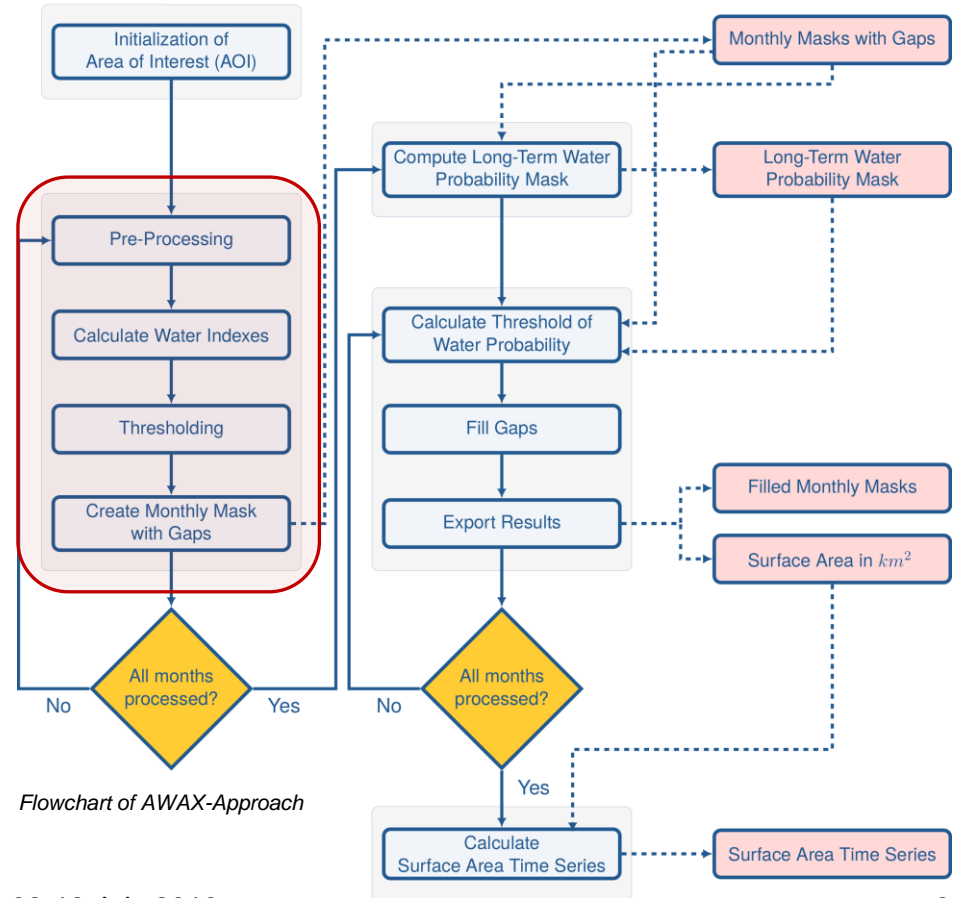 Initialization of
Area of Interest (AOI)
Pre-Processing
Calculate Water Indexes
Thresholding
Create Monthly Mask
with Gaps
All months
processed?
No
Yes
Flowchart of AWAX-Approach
Compute Long-Term Water
Probability Mask
Calculate Threshold of
Water Probability
Fill Gaps
Export Results
All months
processed?
No
Yes
Calculate
Surface Area Time Series
Monthly Masks with Gaps
Long-Term Water
Probability Mask
Filled Monthly Masks
Surface Area in km²
Surface Area Time Series